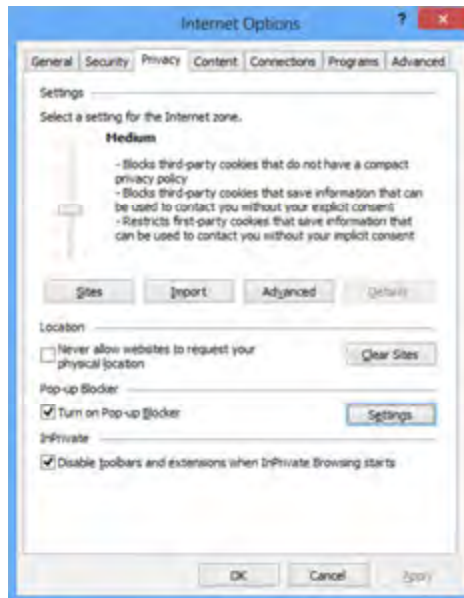 Internet Options
?
General Security Privacy Content Connections Programs Advanced
Settings
Select a setting for the Internet zone.
Medium
- Blocks third-party cookies that do not have a compact
privacy policy
- Blocks third-party cookies that save information that can
be used to contact you without your explicit consent
- Restricts first-party cookies that save information that
can be used to contact you without your implicit consent
Sites Import Advanced Default
Location
Never allow websites to request your
physical location
Clear Sites
Pop-up Blocker
Turn on Pop-up Blocker Settings
InPrivate
Disable toolbars and extensions when InPrivate Browsing starts
OK Cancel Apply